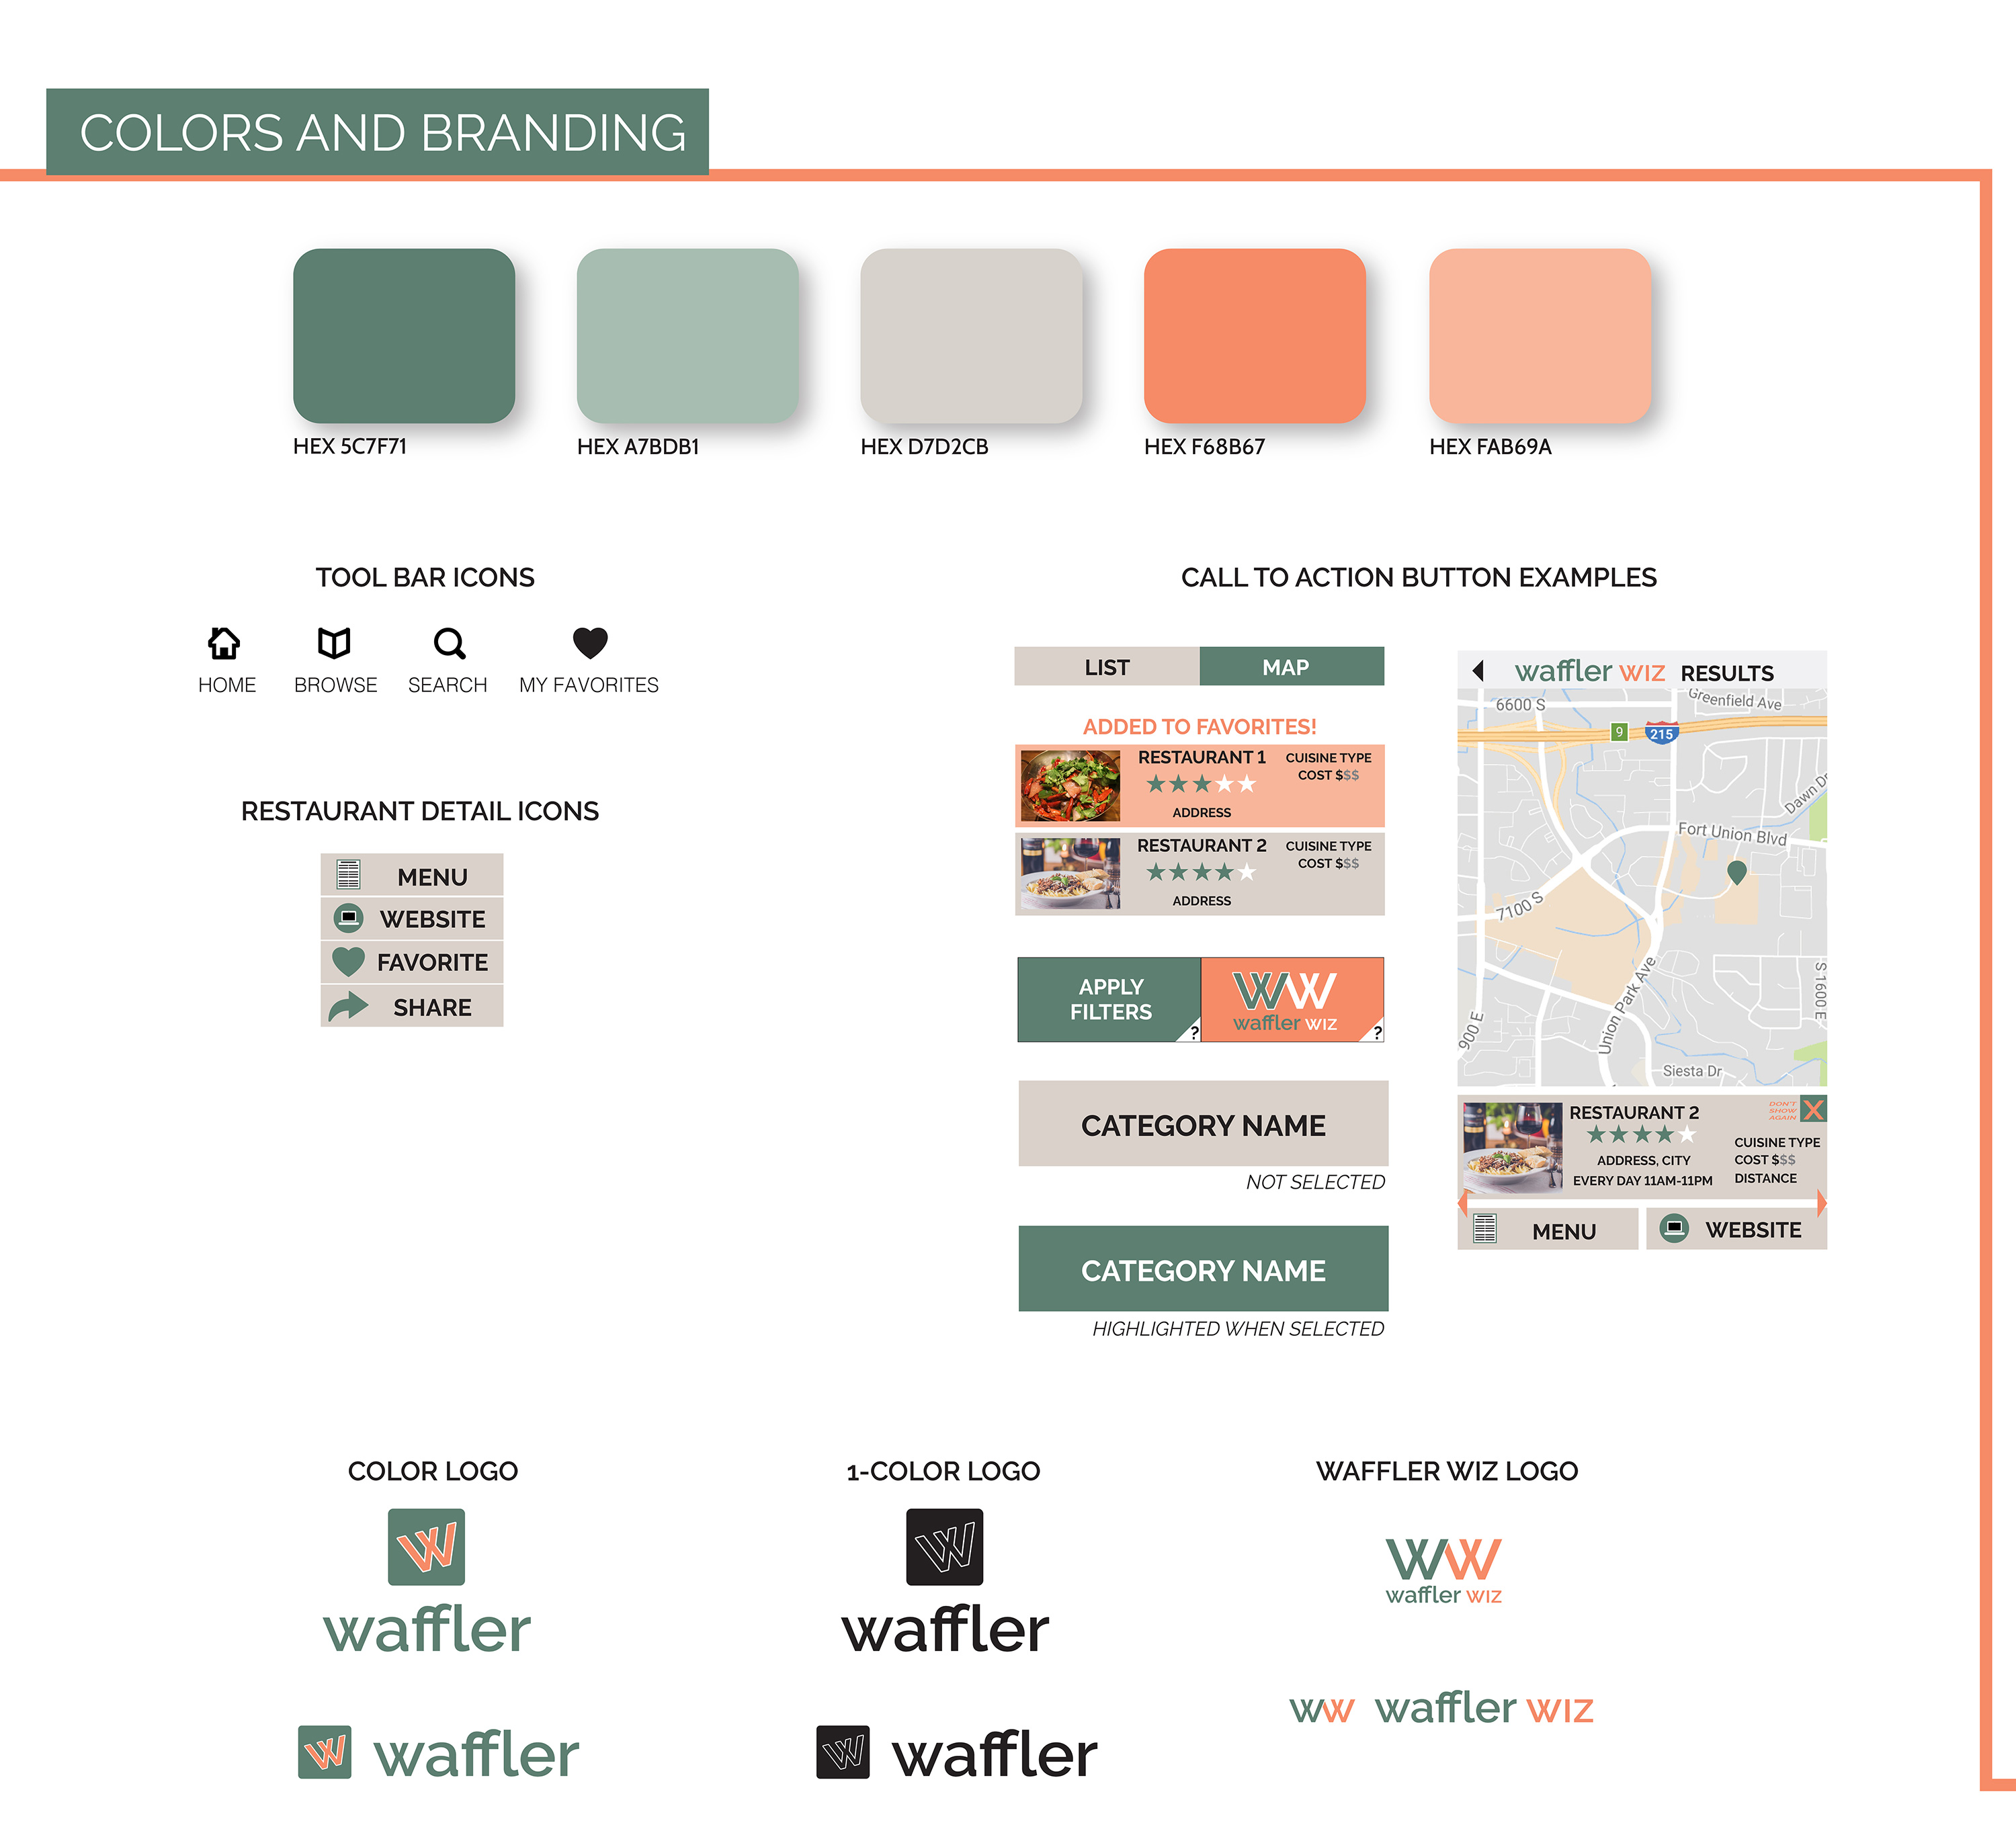 COLORS AND BRANDING
HEX 5C7F71
HEX A7BDB1
HEX D7D2CB
HEX F68B67
HEX FAB69A
TOOL BAR ICONS
HOME
BROWSE
SEARCH
MY FAVORITES
RESTAURANT DETAIL ICONS
MENU
WEBSITE
FAVORITE
SHARE
CALL TO ACTION BUTTON EXAMPLES
LIST
MAP
ADDED TO FAVORITES!
RESTAURANT 1
CUISINE TYPE
COST $$$
ADDRESS
RESTAURANT 2
CUISINE TYPE
COST $$$
ADDRESS
APPLY
FILTERS
?
WW
waffler wiz
?
CATEGORY NAME
NOT SELECTED
CATEGORY NAME
HIGHLIGHTED WHEN SELECTED
waffler wiz RESULTS
6600 S
Greenfield Ave
9
215
Dawn Dr
Fort Union Blvd
7100 S
Union Park Ave
900 E
S 1600 E
Siesta Dr
RESTAURANT 2
DON'T
SHOW
AGAIN
X
CUISINE TYPE
COST $$$
DISTANCE
ADDRESS, CITY
EVERY DAY 11AM-11PM
MENU
WEBSITE
COLOR LOGO
W
waffler
W waffler
1-COLOR LOGO
W
waffler
W waffler
WAFFLER WIZ LOGO
WW
waffler wiz
WW waffler wiz